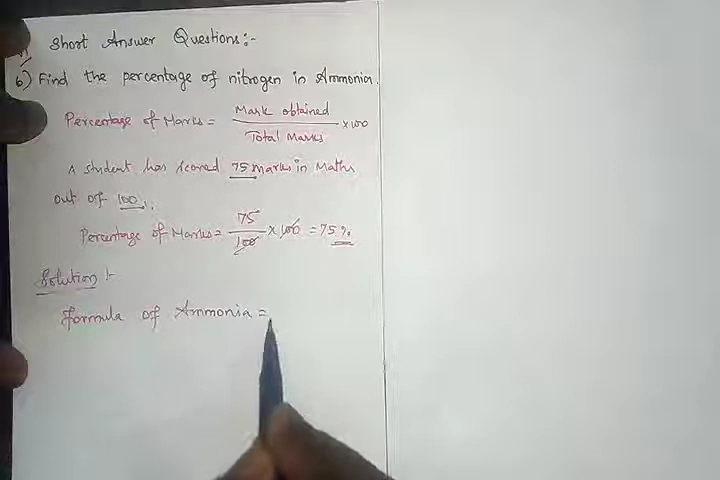 Short Answer Questions:-
6) Find the percentage of nitrogen in Ammonia.
Percentage of Marks = Mark obtained / Total Marks × 100
A student has scored 75 marks in Maths
out of 100.
Percentage of Marks = 75 / 100 × 100 = 75 %
Solution :-
Formula of Ammonia =